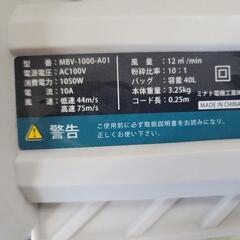 型 番:MBV-1000-A01
電源電圧:AC100V
消費電力:1050W
電 流:10A
風 速:低速 44m/s
高速 75m/s
風 量:12㎥/min
粉砕比率:10:1
バッグ:容量 40L
本体重量:3.25kg
コード長:0.25m
ミナト電機工業㈱
MADE IN CHINA
警告
ご使用の前に必ず取扱説明書をお読みになり、
正しくお使い下さい。